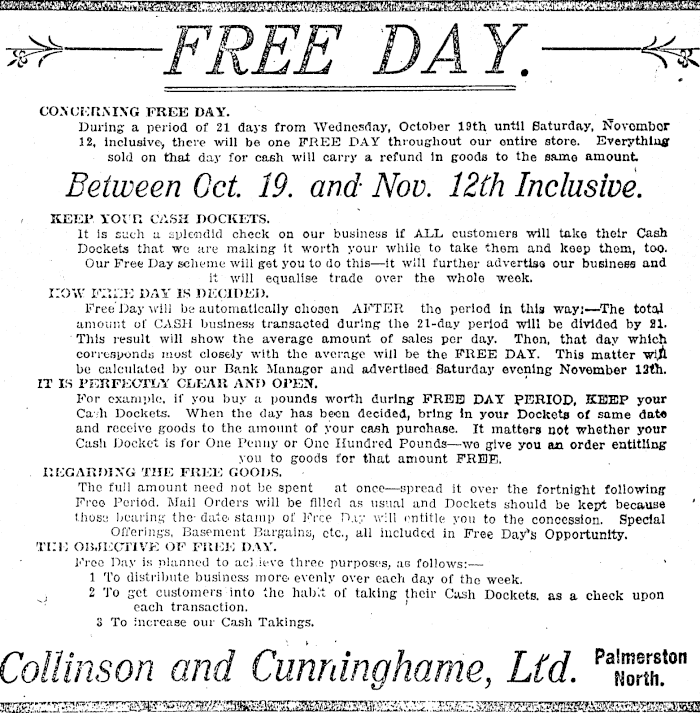 FREE DAY.
CONCERNING FREE DAY.
During a period of 21 days from Wednesday, October 19th until Saturday, November
12, inclusive, there will be one FREE DAY throughout our entire store. Everything
sold on that day for cash will carry a refund in goods to the same amount.
Between Oct. 19. and Nov. 12th Inclusive.
KEEP YOUR CASH DOCKETS.
It is such a splendid check on our business if ALL customers will take their Cash
Dockets that we are making it worth your while to take them and keep them, too.
Our Free Day scheme will get you to do this—it will further advertise our business and
it will equalise trade over the whole week.
HOW FREE DAY IS DECIDED.
Free Day will be automatically chosen AFTER the period in this way:—The total
amount of CASH business transacted during the 21-day period will be divided by 21.
This result will show the average amount of sales per day. Then, that day which
corresponds most closely with the average will be the FREE DAY. This matter will
be calculated by our Bank Manager and advertised Saturday evening November 12th.
IT IS PERFECTLY CLEAR AND OPEN.
For example, if you buy a pounds worth during FREE DAY PERIOD, KEEP your
Cash Dockets. When the day has been decided, bring in your Dockets of same date
and receive goods to the amount of your cash purchase. It matters not whether your
Cash Docket is for One Penny or One Hundred Pounds—we give you an order entitling
you to goods for that amount FREE.
REGARDING THE FREE GOODS.
The full amount need not be spent at once—spread it over the fortnight following
Free Period. Mail Orders will be filled as usual and Dockets should be kept because
those bearing the date stamp of Free Day will entitle you to the concession. Special
Offerings, Basement Bargains, etc., all included in Free Day's Opportunity.
THE OBJECTIVE OF FREE DAY.
Free Day is planned to achieve three purposes, as follows:—
1 To distribute business more evenly over each day of the week.
2 To get customers into the habit of taking their Cash Dockets, as a check upon
each transaction.
3 To increase our Cash Takings.
Collinson and Cunninghame, Ltd. Palmerston
North.